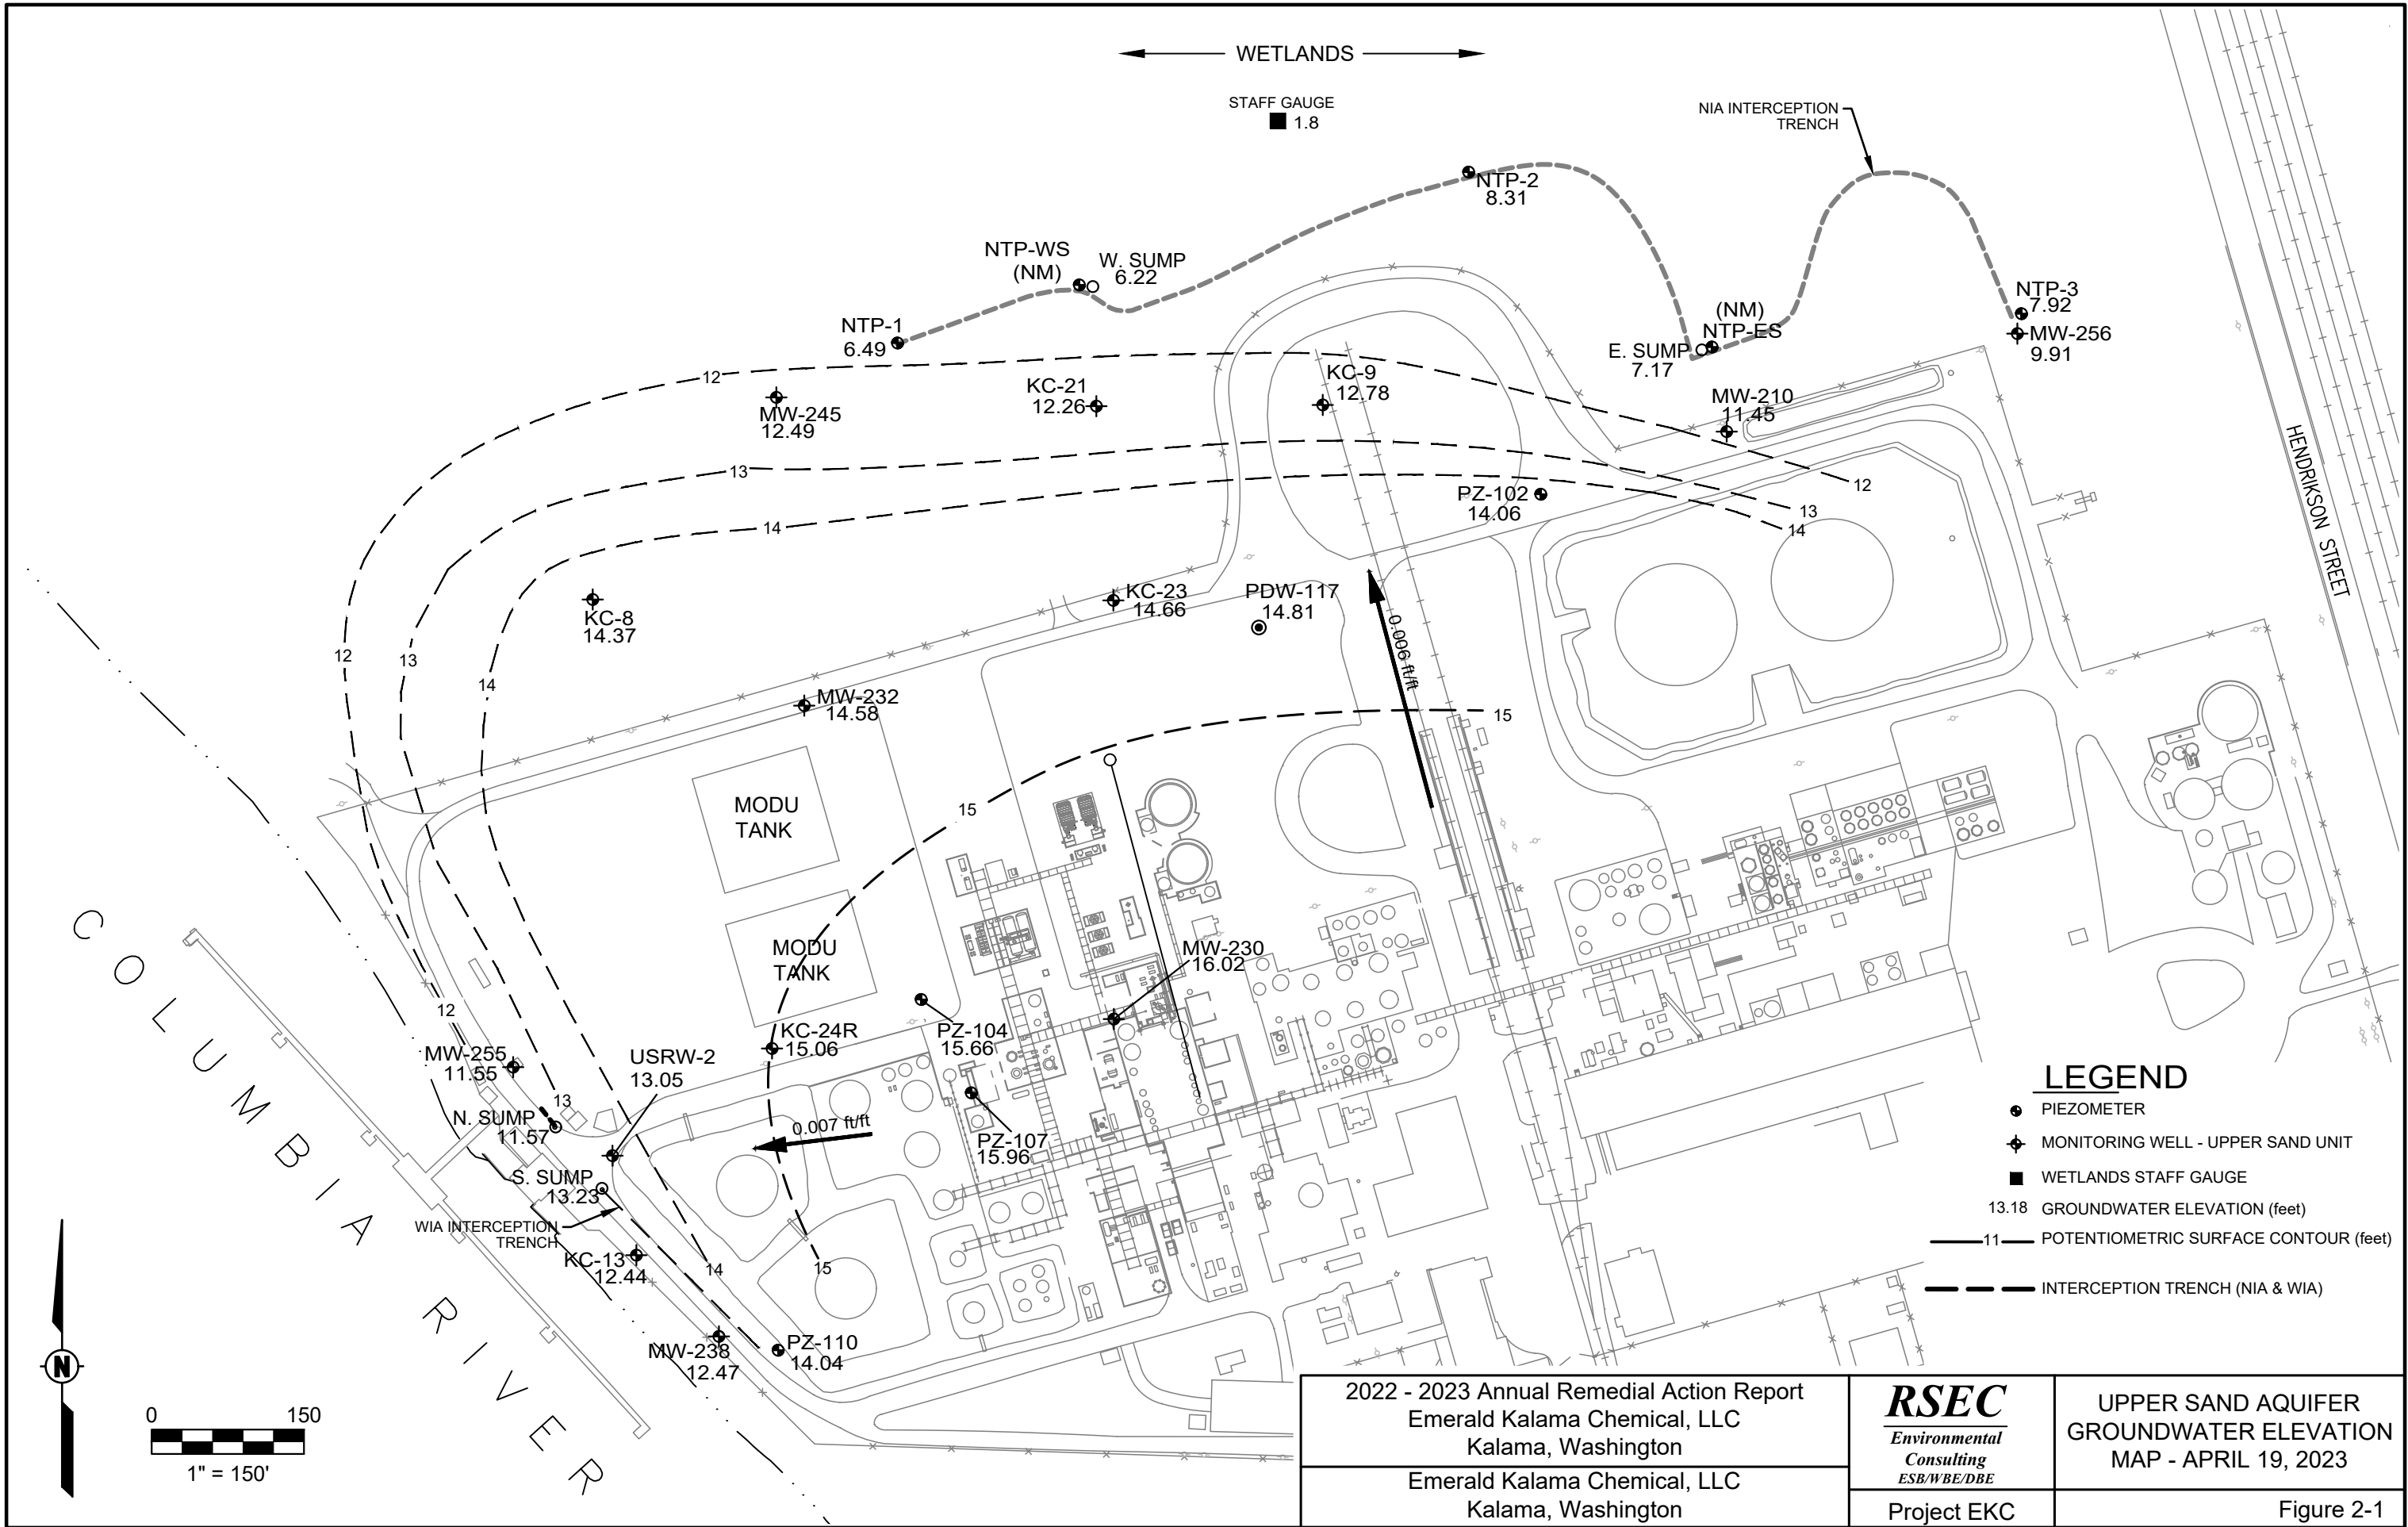 WETLANDS
STAFF GAUGE
1.8
NIA INTERCEPTION
TRENCH
NTP-2
8.31
NTP-WS
(NM)
W. SUMP
6.22
NTP-1
6.49
NTP-3
7.92
MW-256
9.91
(NM)
NTP-ES
E. SUMP
7.17
12
MW-245
12.49
KC-21
12.26
KC-9
12.78
MW-210
11.45
13
12
PZ-102
14.06
13
14
14
HENDRIKSON STREET
KC-8
14.37
KC-23
14.66
PDW-117
14.81
0.006 ft/ft
12
13
14
MW-232
14.58
15
MODU
TANK
15
MODU
TANK
MW-230
16.02
12
KC-24R
15.06
PZ-104
15.66
MW-255
11.55
USRW-2
13.05
13
N. SUMP
11.57
0.007 ft/ft
PZ-107
15.96
S. SUMP
13.23
WIA INTERCEPTION
TRENCH
KC-13
12.44
14
15
MW-238
12.47
PZ-110
14.04
COLUMBIA RIVER
LEGEND
PIEZOMETER
MONITORING WELL - UPPER SAND UNIT
WETLANDS STAFF GAUGE
13.18 GROUNDWATER ELEVATION (feet)
11 POTENTIOMETRIC SURFACE CONTOUR (feet)
INTERCEPTION TRENCH (NIA & WIA)
N
0 150
1" = 150'
2022 - 2023 Annual Remedial Action Report
Emerald Kalama Chemical, LLC
Kalama, Washington
Emerald Kalama Chemical, LLC
Kalama, Washington
RSEC
Environmental
Consulting
ESB/WBE/DBE
Project EKC
UPPER SAND AQUIFER
GROUNDWATER ELEVATION
MAP - APRIL 19, 2023
Figure 2-1